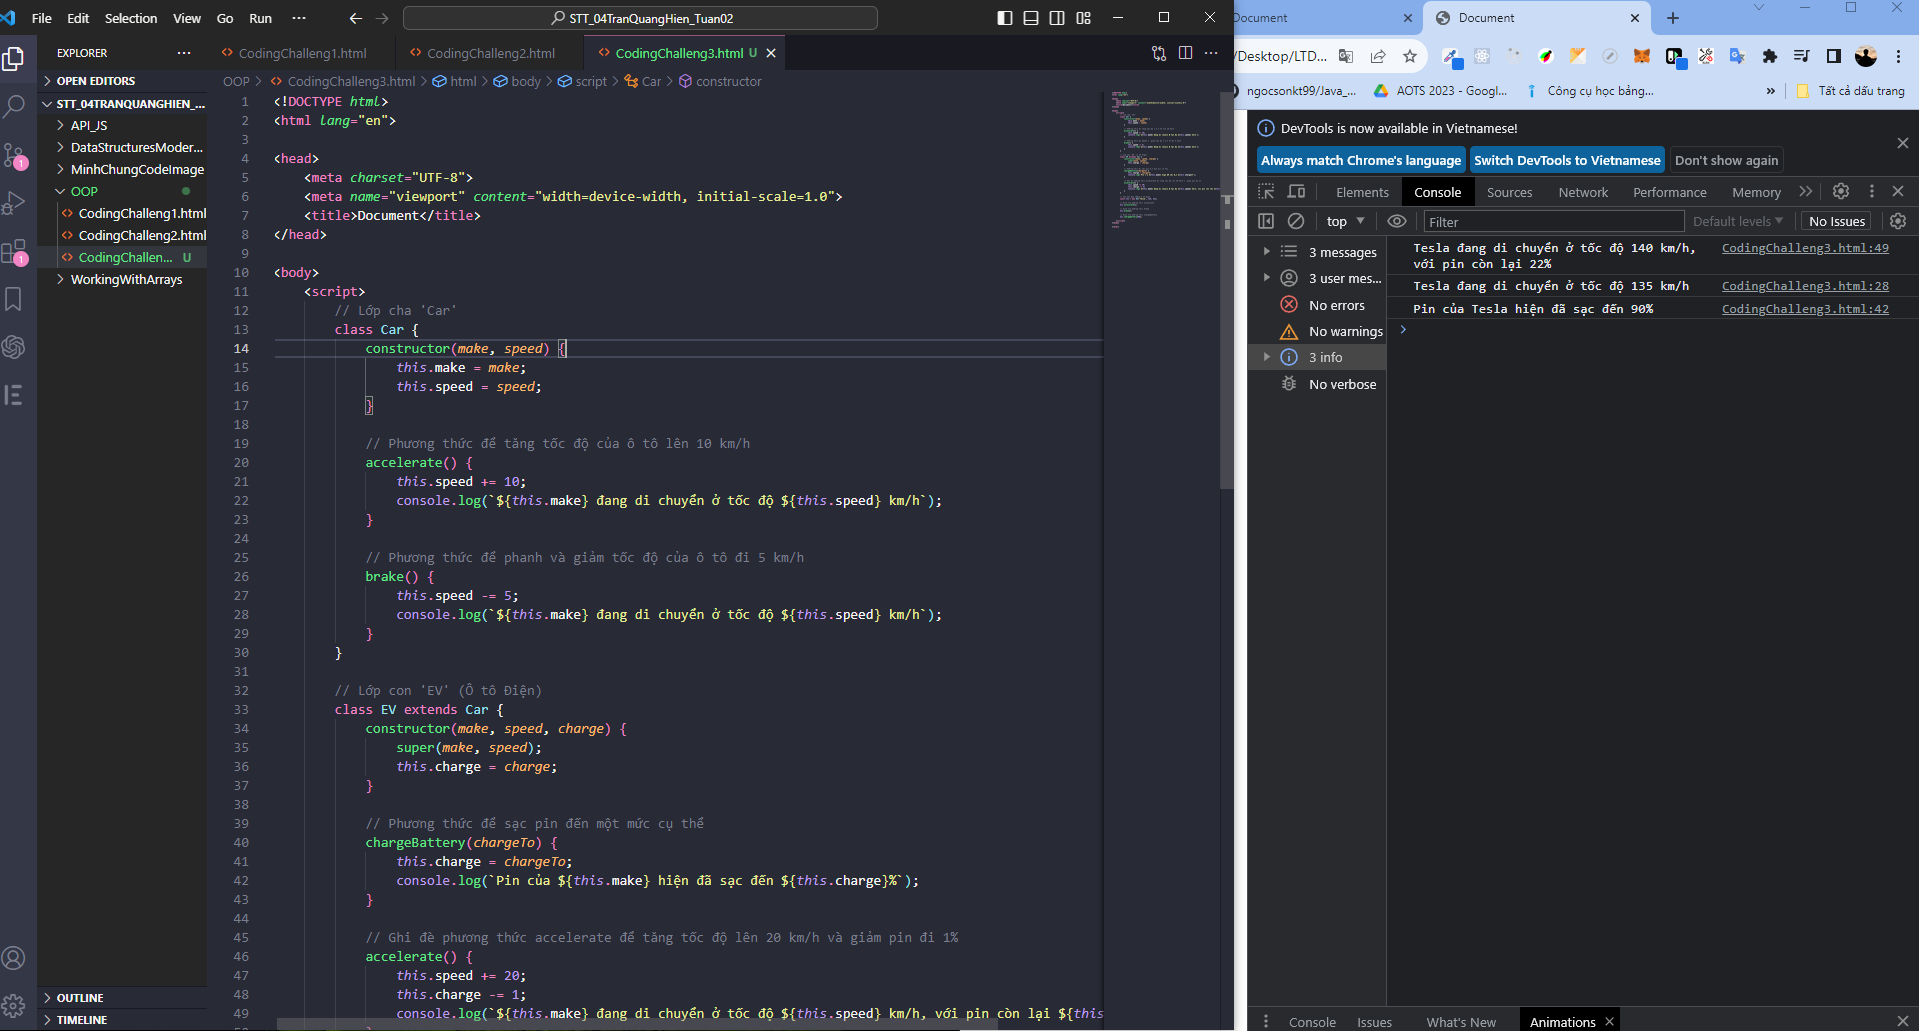 File Edit Selection View Go Run ··· STT_04TranQuangHien_Tuan02
EXPLORER ···
OPEN EDITORS
STT_04TRANQUANGHIEN_...
API_JS
DataStructuresModer...
MinhChungCodeImage
OOP
CodingChalleng1.html
CodingChalleng2.html
CodingChallen... U
WorkingWithArrays
OUTLINE
TIMELINE
1
1
CodingChalleng1.html CodingChalleng2.html CodingChalleng3.html U
OOP > CodingChalleng3.html > html > body > script > Car > constructor
1 <!DOCTYPE html>
2 <html lang="en">
3
4 <head>
5 <meta charset="UTF-8">
6 <meta name="viewport" content="width=device-width, initial-scale=1.0">
7 <title>Document</title>
8 </head>
9
10 <body>
11 <script>
12 // Lớp cha 'Car'
13 class Car {
14 constructor(make, speed) {
15 this.make = make;
16 this.speed = speed;
17 }
18
19 // Phương thức để tăng tốc độ của ô tô lên 10 km/h
20 accelerate() {
21 this.speed += 10;
22 console.log(`${this.make} đang di chuyển ở tốc độ ${this.speed} km/h`);
23 }
24
25 // Phương thức để phanh và giảm tốc độ của ô tô đi 5 km/h
26 brake() {
27 this.speed -= 5;
28 console.log(`${this.make} đang di chuyển ở tốc độ ${this.speed} km/h`);
29 }
30 }
31
32 // Lớp con 'EV' (Ô tô Điện)
33 class EV extends Car {
34 constructor(make, speed, charge) {
35 super(make, speed);
36 this.charge = charge;
37 }
38
39 // Phương thức để sạc pin đến một mức cụ thể
40 chargeBattery(chargeTo) {
41 this.charge = chargeTo;
42 console.log(`Pin của ${this.make} hiện đã sạc đến ${this.charge}%`);
43 }
44
45 // Ghi đè phương thức accelerate để tăng tốc độ lên 20 km/h và giảm pin đi 1%
46 accelerate() {
47 this.speed += 20;
48 this.charge -= 1;
49 console.log(`${this.make} đang di chuyển ở tốc độ ${this.speed} km/h, với pin còn lại ${this
Document Document
/Desktop/LTD...
ngocsonkt99/Java_... AOTS 2023 - Googl... Công cụ học bảng... » Tất cả dấu trang
DevTools is now available in Vietnamese!
Always match Chrome's language Switch DevTools to Vietnamese Don't show again
Elements Console Sources Network Performance Memory
top Filter Default levels No Issues
3 messages
3 user mes...
No errors
No warnings
3 info
No verbose
Tesla đang di chuyển ở tốc độ 140 km/h, CodingChalleng3.html:49
với pin còn lại 22%
Tesla đang di chuyển ở tốc độ 135 km/h CodingChalleng3.html:28
Pin của Tesla hiện đã sạc đến 90% CodingChalleng3.html:42
Console Issues What's New Animations